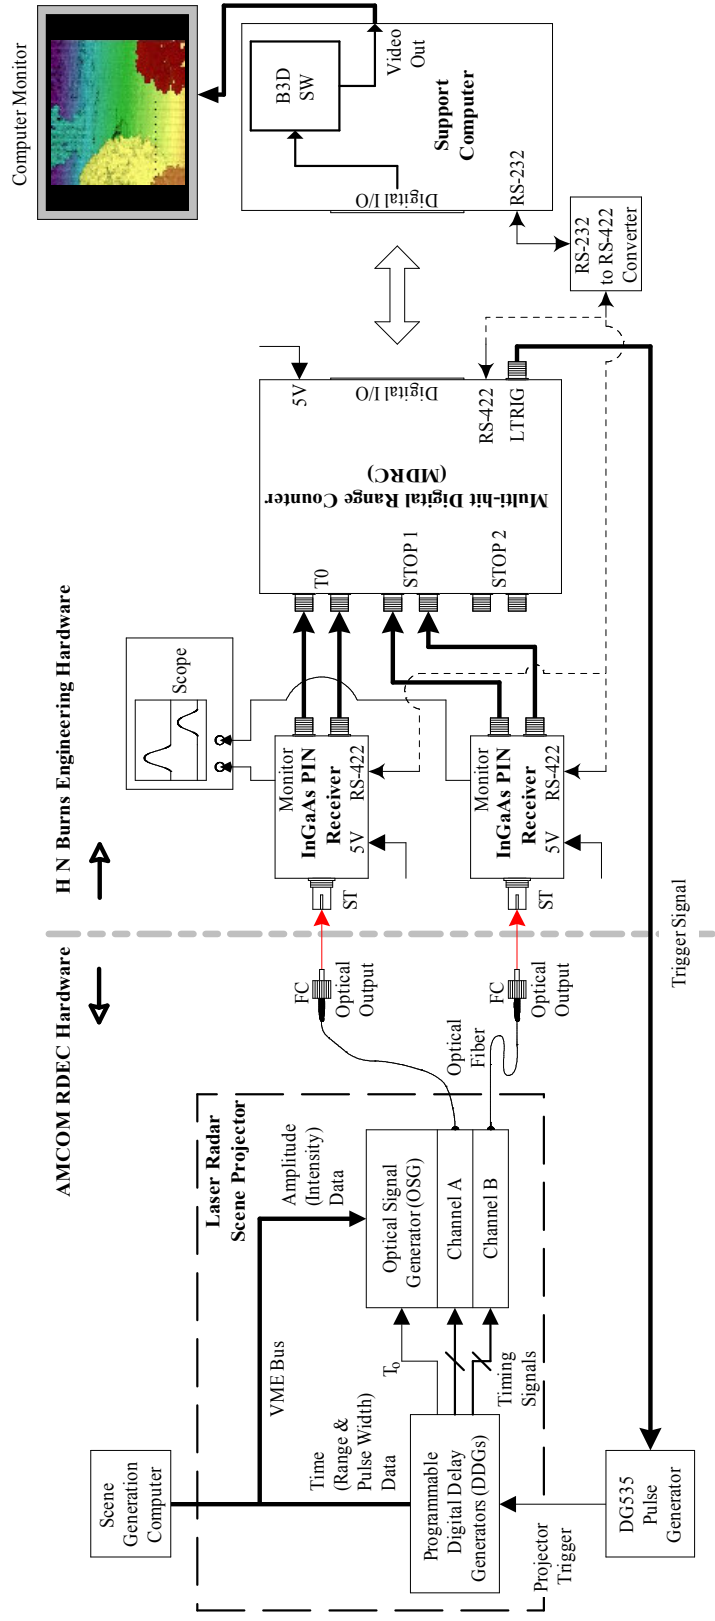 AMCOM RDEC Hardware
H N Burns Engineering Hardware
Scene
Generation
Computer
VME Bus
Laser Radar
Scene Projector
Time
(Range &
Pulse Width)
Data
Amplitude
(Intensity)
Data
Programmable
Digital Delay
Generators (DDGs)
To
Timing
Signals
Optical Signal
Generator (OSG)
Channel A
Channel B
Projector
Trigger
DG535
Pulse
Generator
Optical
Fiber
FC
Optical
Output
FC
Optical
Output
ST
Monitor
InGaAs PIN
Receiver
5V
RS-422
ST
Monitor
InGaAs PIN
Receiver
5V
RS-422
Scope
T0
STOP 1
STOP 2
Multi-hit Digital Range Counter
(MDRC)
5V
Digital I/O
RS-422
LTRIG
Trigger Signal
RS-232
to RS-422
Converter
Digital I/O
RS-232
B3D
SW
Video
Out
Support
Computer
Computer Monitor